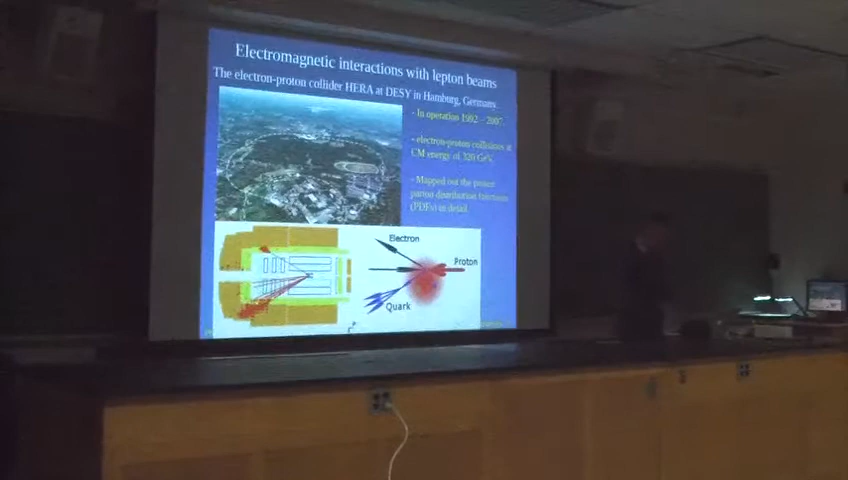 Electromagnetic interactions with lepton beams
The electron-proton collider HERA at DESY in Hamburg, Germany.
- In operation 1992 – 2007.
- electron-proton collisions at
CM energy of 320 GeV.
- Mapped out the proton
parton distribution functions
(PDFs) in detail.
Electron
Proton
Quark